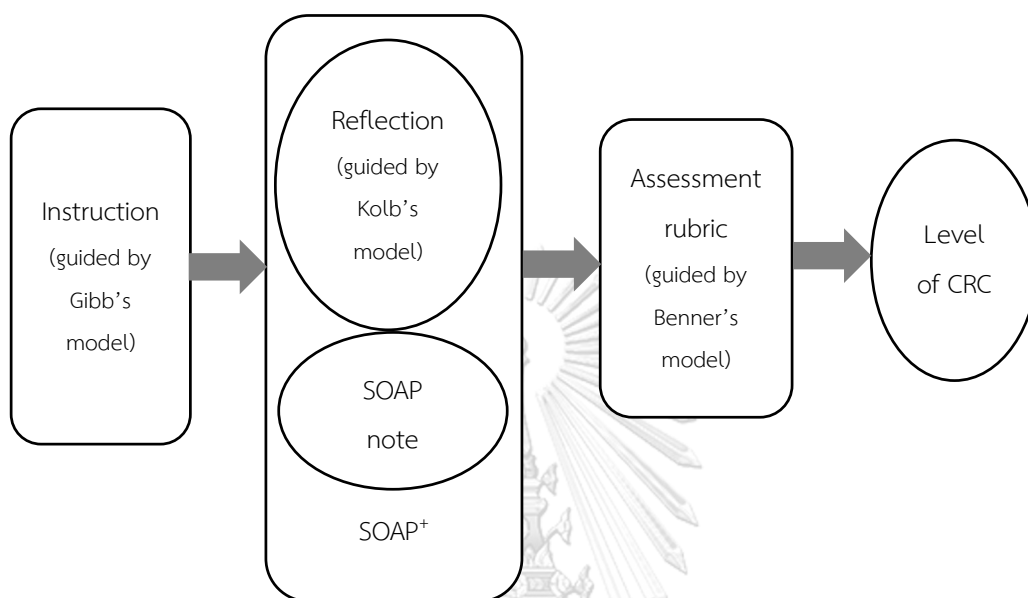 Instruction
(guided by
Gibb's
model)
Reflection
(guided by
Kolb's
model)
SOAP
note
SOAP⁺
Assessment
rubric
(guided by
Benner's
model)
Level
of CRC